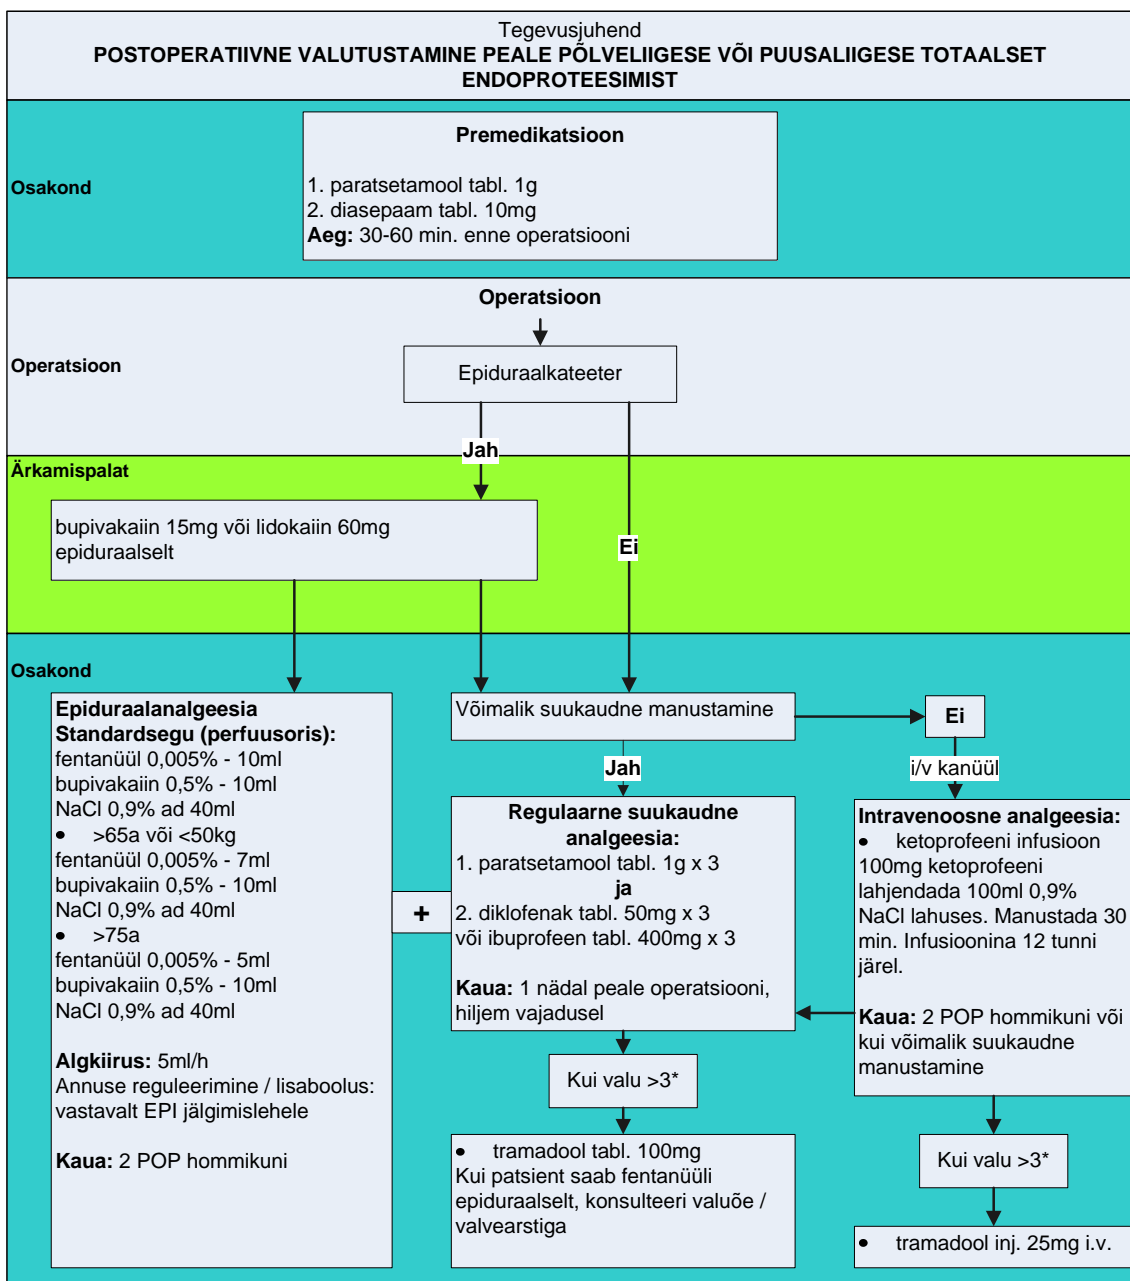 Tegevusjuhend
POSTOPERATIIVNE VALUTUSTAMINE PEALE PÕLVELIIGESE VÕI PUUSALIIGESE TOTAALSET
ENDOPROTEESIMIST
Osakond
Premedikatsioon
1. paratsetamool tabl. 1g
2. diasepaam tabl. 10mg
Aeg: 30-60 min. enne operatsiooni
Operatsioon
Operatsioon
Epiduraalkateeter
Jah
Ärkamispalat
bupivakaiin 15mg või lidokaiin 60mg
epiduraalselt
Ei
Osakond
Epiduraalanalgeesia
Standardsegu (perfuusoris):
fentanüül 0,005% - 10ml
bupivakaiin 0,5% - 10ml
NaCl 0,9% ad 40ml
• >65a või <50kg
fentanüül 0,005% - 7ml
bupivakaiin 0,5% - 10ml
NaCl 0,9% ad 40ml
• >75a
fentanüül 0,005% - 5ml
bupivakaiin 0,5% - 10ml
NaCl 0,9% ad 40ml
Algkiirus: 5ml/h
Annuse reguleerimine / lisaboolus:
vastavalt EPI jälgimislehele
Kaua: 2 POP hommikuni
+
Võimalik suukaudne manustamine
Jah
Regulaarne suukaudne
analgeesia:
1. paratsetamool tabl. 1g x 3
ja
2. diklofenak tabl. 50mg x 3
või ibuprofeen tabl. 400mg x 3
Kaua: 1 nädal peale operatsiooni,
hiljem vajadusel
Kui valu >3*
• tramadool tabl. 100mg
Kui patsient saab fentanüüli
epiduraalselt, konsulteeri valuõe /
valvearstiga
Ei
i/v kanüül
Intravenoosne analgeesia:
• ketoprofeeni infusioon
100mg ketoprofeeni
lahjendada 100ml 0,9%
NaCl lahuses. Manustada 30
min. Infusioonina 12 tunni
järel.
Kaua: 2 POP hommikuni või
kui võimalik suukaudne
manustamine
Kui valu >3*
• tramadool inj. 25mg i.v.